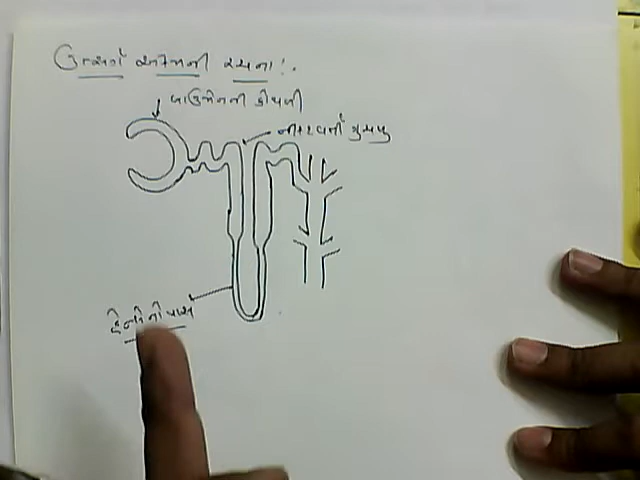 ઉત્સર્ગ એકમની રચના:.
બાઉમેનની કોથળી
હેન્લીનો પાશ